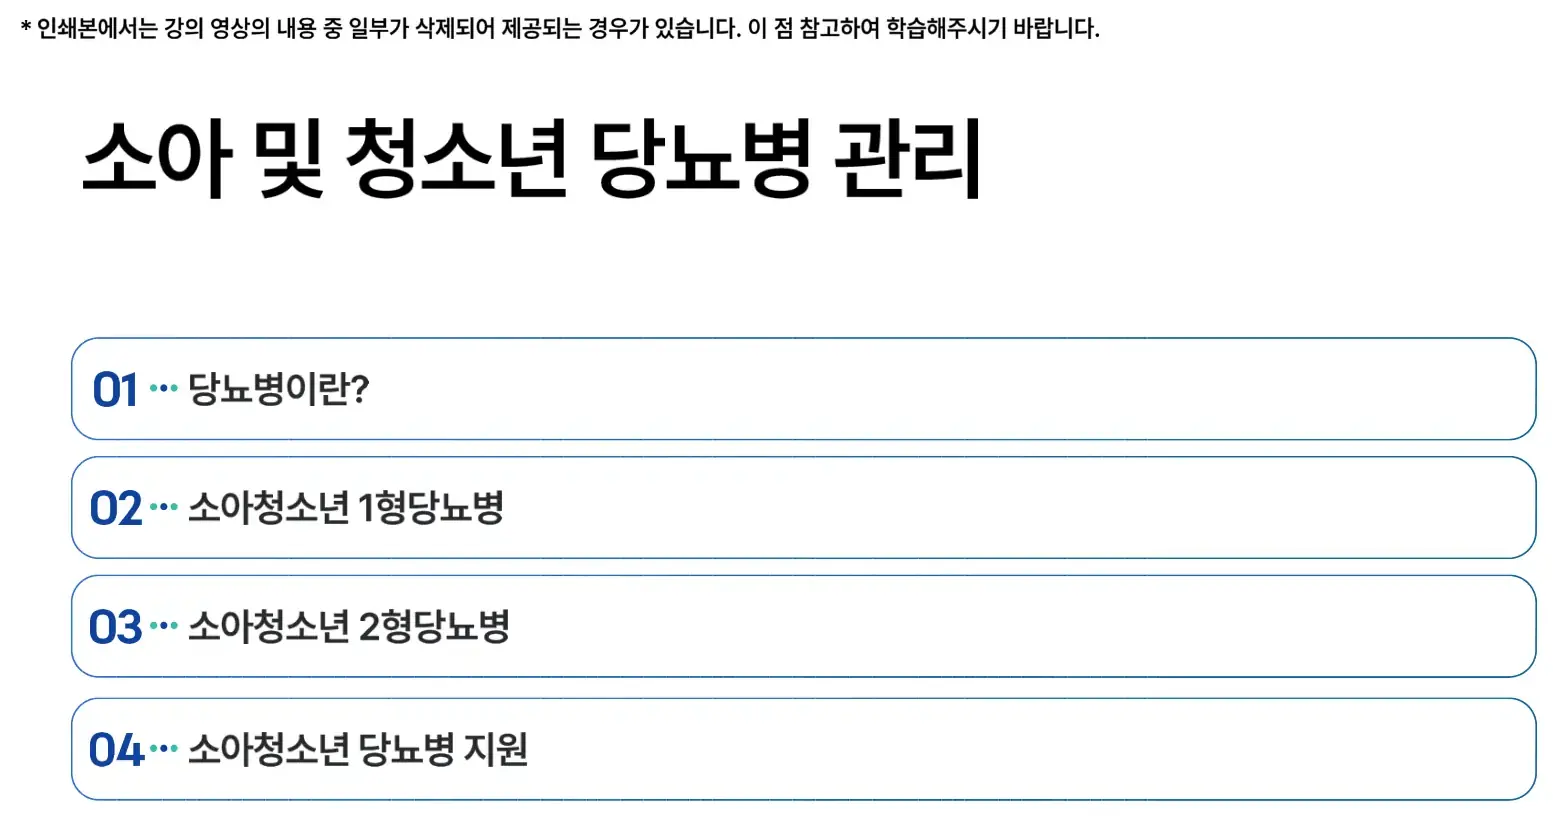 * 인쇄본에서는 강의 영상의 내용 중 일부가 삭제되어 제공되는 경우가 있습니다. 이 점 참고하여 학습해주시기 바랍니다.
소아 및 청소년 당뇨병 관리
01 ··· 당뇨병이란?
02 ··· 소아청소년 1형당뇨병
03 ··· 소아청소년 2형당뇨병
04 ··· 소아청소년 당뇨병 지원